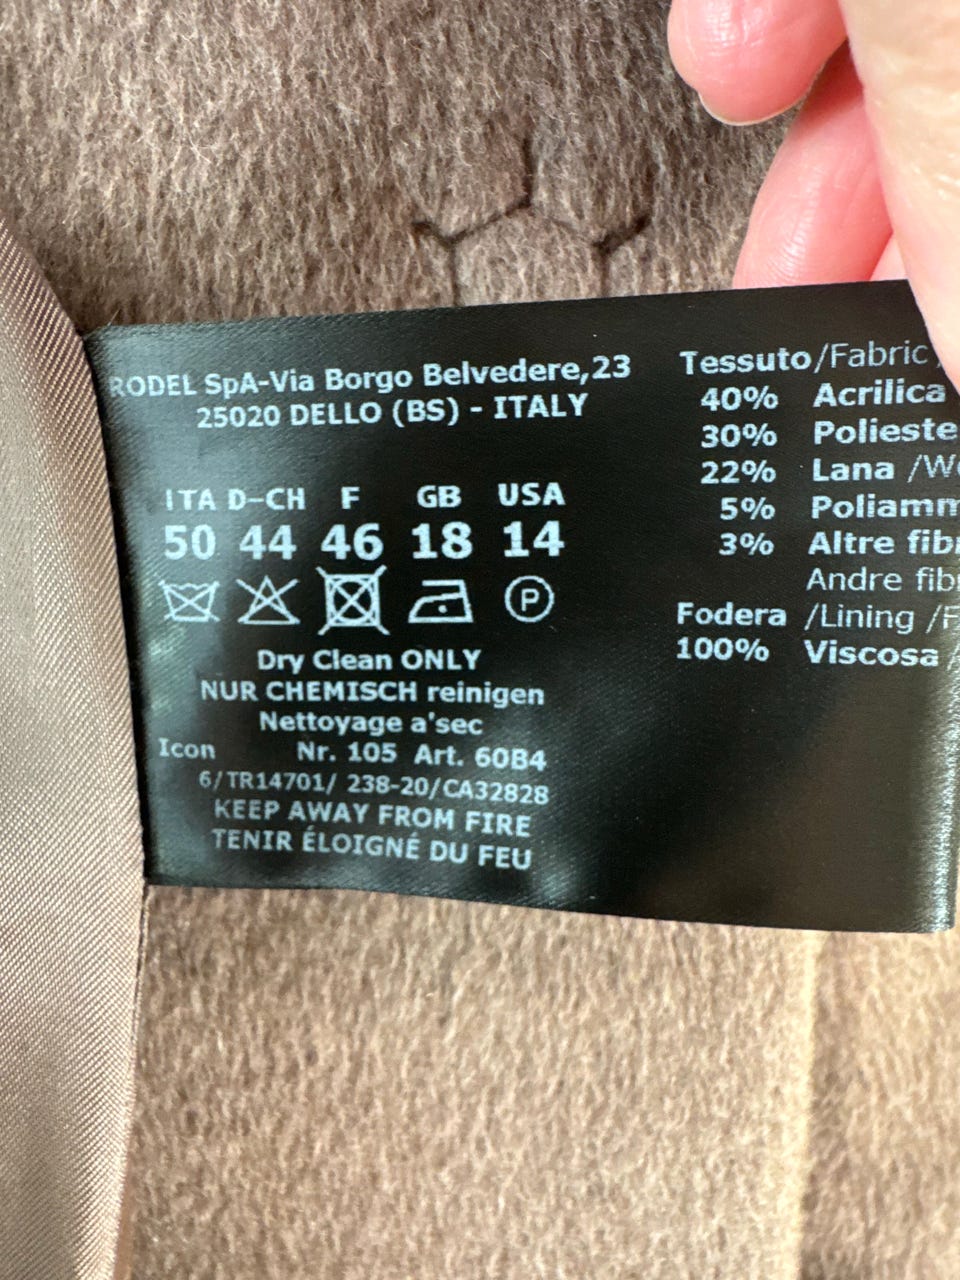 RODEL SpA-Via Borgo Belvedere,23
25020 DELLO (BS) - ITALY
ITA D-CH F GB USA
50 44 46 18 14
P
Dry Clean ONLY
NUR CHEMISCH reinigen
Nettoyage a'sec
Icon Nr. 105 Art. 60B4
6/TR14701/ 238-20/CA32828
KEEP AWAY FROM FIRE
TENIR ÉLOIGNÉ DU FEU
Tessuto/Fabric
40% Acrilica
30% Polieste
22% Lana /W
5% Poliamm
3% Altre fib
Andre fib
Fodera /Lining /F
100% Viscosa /